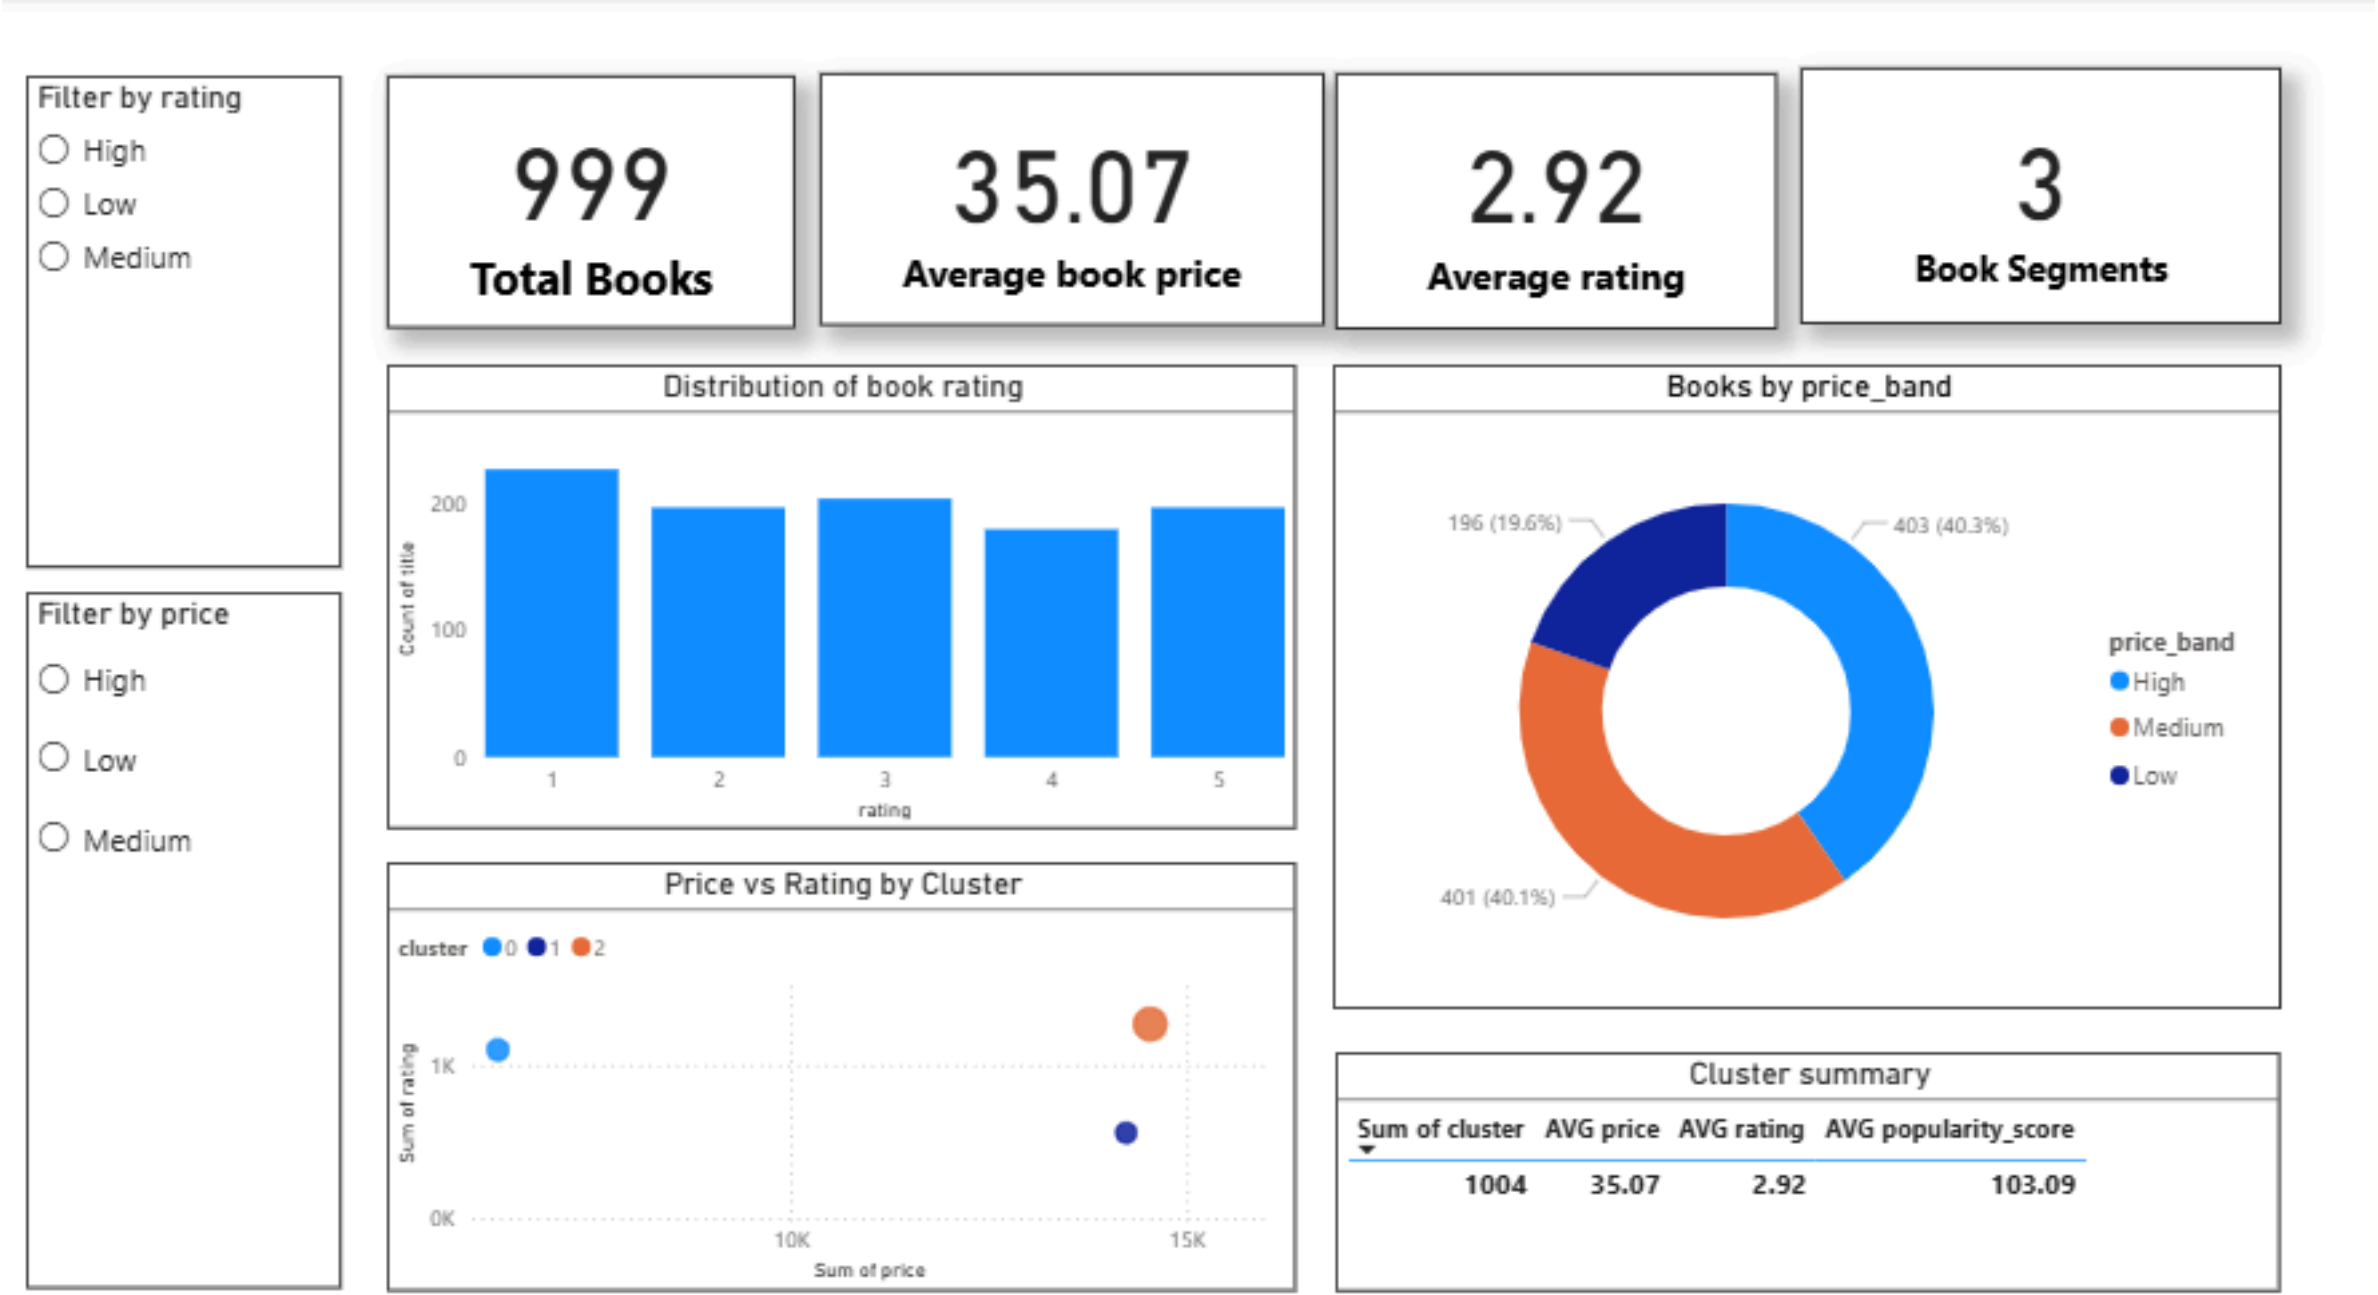 Filter by rating
High
Low
Medium
Filter by price
High
Low
Medium
999
Total Books
35.07
Average book price
2.92
Average rating
3
Book Segments
Distribution of book rating
Count of title
200
100
0
1 2 3 4 5
rating
Books by price_band
196 (19.6%)
403 (40.3%)
401 (40.1%)
price_band
High
Medium
Low
Price vs Rating by Cluster
cluster 0 1 2
Sum of rating
1K
0K
10K 15K
Sum of price
Cluster summary
Sum of cluster AVG price AVG rating AVG popularity_score
1004 35.07 2.92 103.09